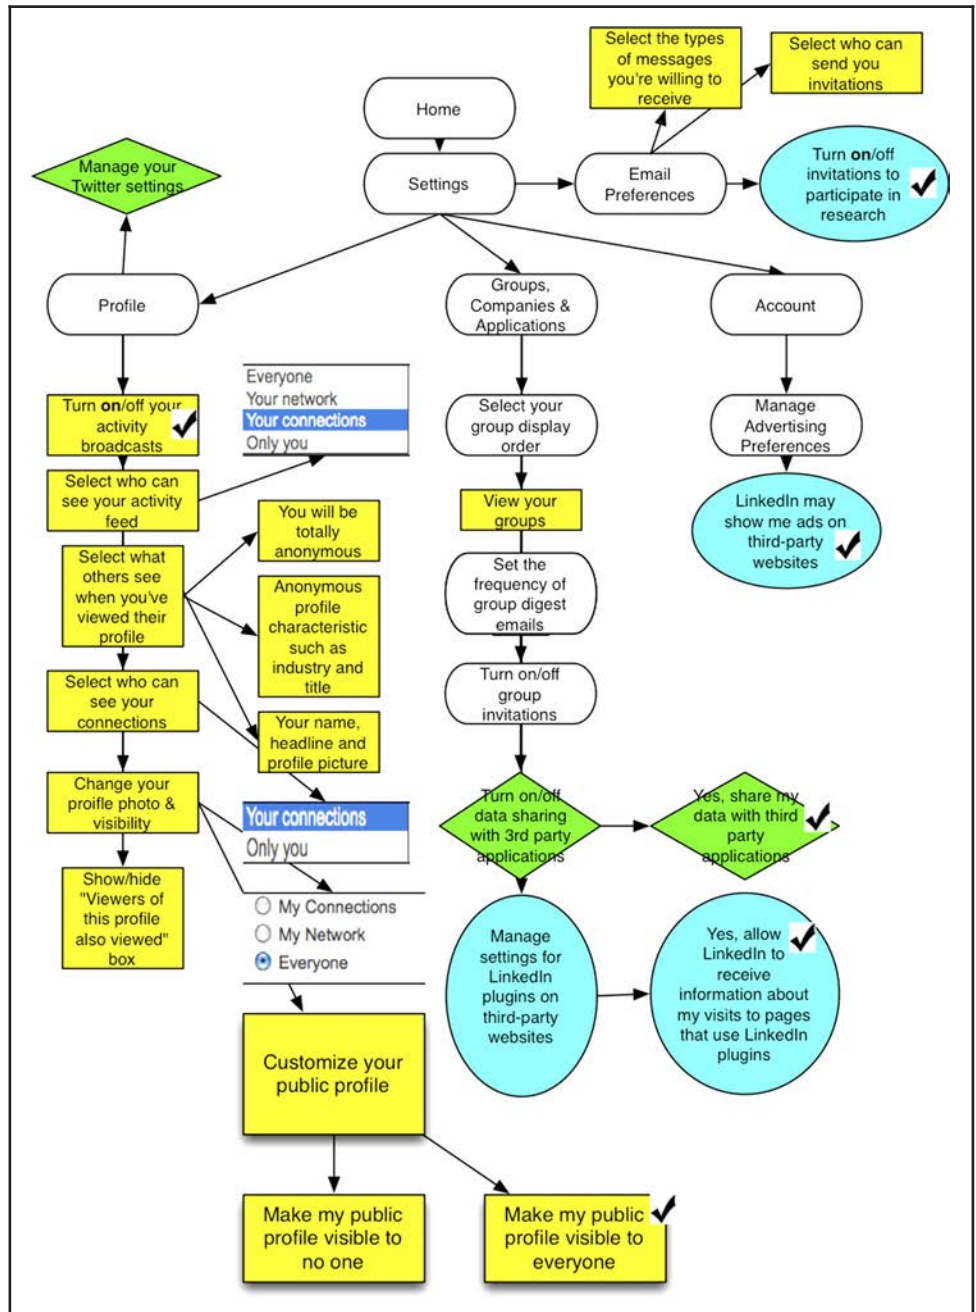 Select the types
of messages
you're willing to
receive
Select who can
send you
invitations
Home
Manage your
Twitter settings
Settings
Email
Preferences
Turn on/off
invitations to
participate in
research
Profile
Groups,
Companies &
Applications
Account
Turn on/off your
activity
broadcasts
Everyone
Your network
Your connections
Only you
Select your
group display
order
Manage
Advertising
Preferences
Select who can
see your activity
feed
You will be
totally
anonymous
View your
groups
LinkedIn may
show me ads on
third-party
websites
Select what
others see
when you've
viewed their
profile
Anonymous
profile
characteristic
such as
industry and
title
Set the
frequency of
group digest
emails
Select who can
see your
connections
Your name,
headline and
profile picture
Turn on/off
group
invitations
Change your
proifle photo &
visibility
Your connections
Only you
Turn on/off
data sharing
with 3rd party
applications
Yes, share my
data with third
party
applications
Show/hide
"Viewers of
this profile
also viewed"
box
My Connections
My Network
Everyone
Manage
settings for
LinkedIn
plugins on
third-party
websites
Yes, allow
LinkedIn to
receive
information about
my visits to pages
that use LinkedIn
plugins
Customize your
public profile
Make my public
profile visible to
no one
Make my public
profile visible to
everyone